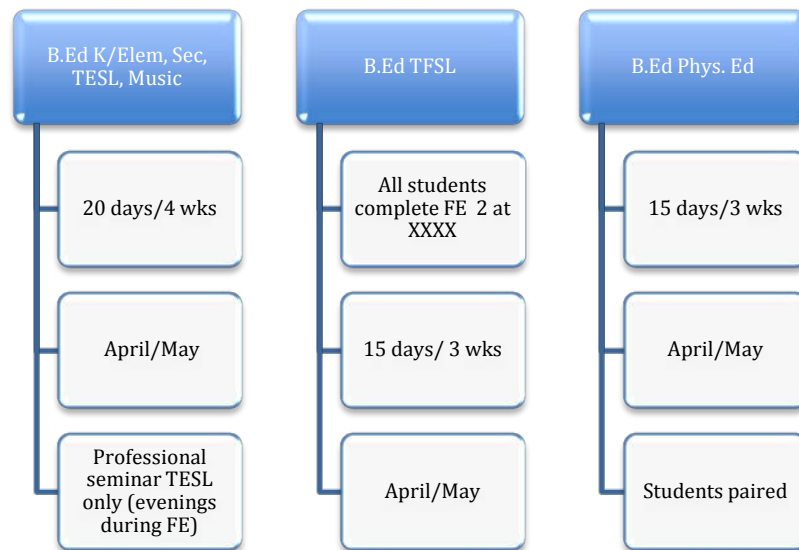 B.Ed K/Elem, Sec,
TESL, Music
20 days/4 wks
April/May
Professional
seminar TESL
only (evenings
during FE)
B.Ed TFSL
All students
complete FE 2 at
XXXX
15 days/ 3 wks
April/May
B.Ed Phys. Ed
15 days/3 wks
April/May
Students paired